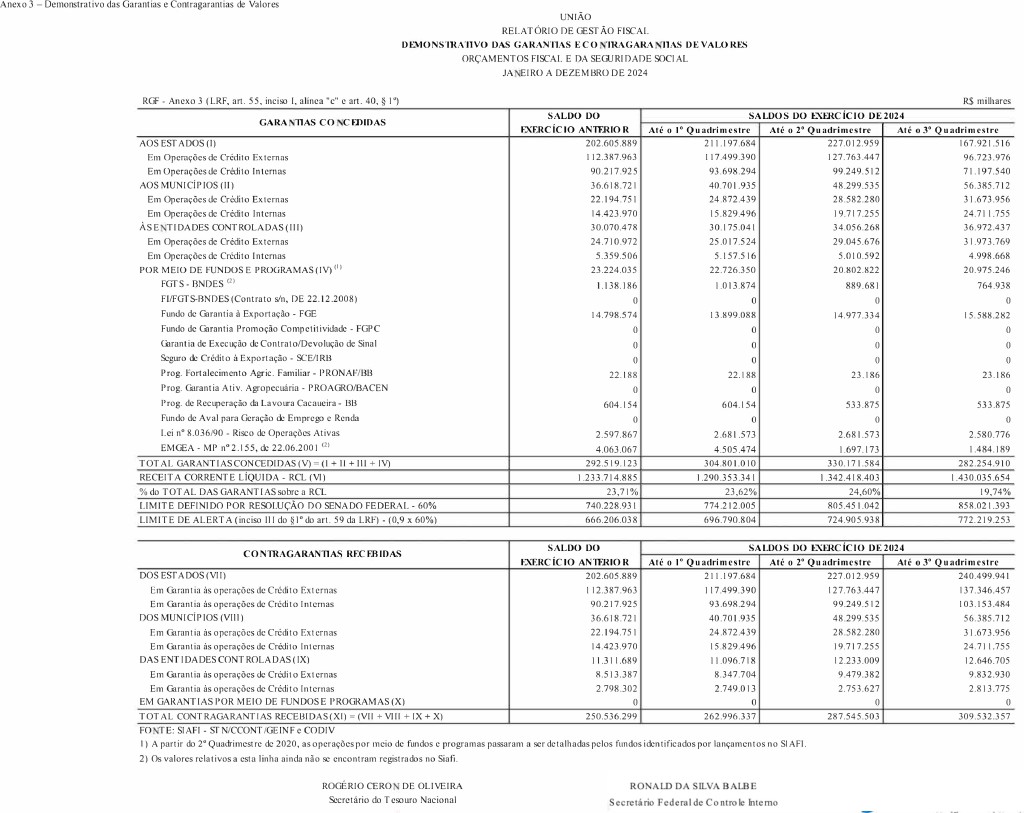 Anexo 3 – Demonstrativo das Garantias e Contragarantias de Valores
UNIÃO
RELATÓRIO DE GESTÃO FISCAL
DEMONSTRATIVO DAS GARANTIAS E CONTRAGARANTIAS DE VALORES
ORÇAMENTOS FISCAL E DA SEGURIDADE SOCIAL
JANEIRO A DEZEMBRO DE 2024
RGF - Anexo 3 (LRF, art. 55, inciso I, alínea "c" e art. 40, § 1º) R$ milhares
GARANTIAS CONCEDIDAS SALDO DO EXERCÍCIO ANTERIOR SALDOS DO EXERCÍCIO DE 2024
Até o 1º Quadrimestre Até o 2º Quadrimestre Até o 3º Quadrimestre
AOS ESTADOS (I) 202.605.889 211.197.684 227.012.959 167.921.516
Em Operações de Crédito Externas 112.387.963 117.499.390 127.763.447 96.723.976
Em Operações de Crédito Internas 90.217.925 93.698.294 99.249.512 71.197.540
AOS MUNICÍPIOS (II) 36.618.721 40.701.935 48.299.535 56.385.712
Em Operações de Crédito Externas 22.194.751 24.872.439 28.582.280 31.673.956
Em Operações de Crédito Internas 14.423.970 15.829.496 19.717.255 24.711.755
ÀS ENTIDADES CONTROLADAS (III) 30.070.478 30.175.041 34.056.268 36.972.437
Em Operações de Crédito Externas 24.710.972 25.017.524 29.045.676 31.973.769
Em Operações de Crédito Internas 5.359.506 5.157.516 5.010.592 4.998.668
POR MEIO DE FUNDOS E PROGRAMAS (IV) (1) 23.224.035 22.726.350 20.802.822 20.975.246
FGTS - BNDES (2) 1.138.186 1.013.874 889.681 764.938
FI/FGTS-BNDES (Contrato s/n, DE 22.12.2008) 0 0 0 0
Fundo de Garantia à Exportação - FGE 14.798.574 13.899.088 14.977.334 15.588.282
Fundo de Garantia Promoção Competitividade - FGPC 0 0 0 0
Garantia de Execução de Contrato/Devolução de Sinal 0 0 0 0
Seguro de Crédito à Exportação - SCE/IRB 0 0 0 0
Prog. Fortalecimento Agric. Familiar - PRONAF/BB 22.188 22.188 23.186 23.186
Prog. Garantia Ativ. Agropecuária - PROAGRO/BACEN 0 0 0 0
Prog. de Recuperação da Lavoura Cacaueira - BB 604.154 604.154 533.875 533.875
Fundo de Aval para Geração de Emprego e Renda 0 0 0 0
Lei nº 8.036/90 - Risco de Operações Ativas 2.597.867 2.681.573 2.681.573 2.580.776
EMGEA - MP nº 2.155, de 22.06.2001 (2) 4.063.067 4.505.474 1.697.173 1.484.189
TOTAL GARANTIAS CONCEDIDAS (V) = (I + II + III + IV) 292.519.123 304.801.010 330.171.584 282.254.910
RECEITA CORRENTE LÍQUIDA - RCL (VI) 1.233.714.885 1.290.353.341 1.342.418.403 1.430.035.654
% do TOTAL DAS GARANTIAS sobre a RCL 23,71% 23,62% 24,60% 19,74%
LIMITE DEFINIDO POR RESOLUÇÃO DO SENADO FEDERAL - 60% 740.228.931 774.212.005 805.451.042 858.021.393
LIMITE DE ALERTA (inciso III do §1º do art. 59 da LRF) - (0,9 x 60%) 666.206.038 696.790.804 724.905.938 772.219.253
CONTRAGARANTIAS RECEBIDAS SALDO DO EXERCÍCIO ANTERIOR SALDOS DO EXERCÍCIO DE 2024
Até o 1º Quadrimestre Até o 2º Quadrimestre Até o 3º Quadrimestre
DOS ESTADOS (VII) 202.605.889 211.197.684 227.012.959 240.499.941
Em Garantia às operações de Crédito Externas 112.387.963 117.499.390 127.763.447 137.346.457
Em Garantia às operações de Crédito Internas 90.217.925 93.698.294 99.249.512 103.153.484
DOS MUNICÍPIOS (VIII) 36.618.721 40.701.935 48.299.535 56.385.712
Em Garantia às operações de Crédito Externas 22.194.751 24.872.439 28.582.280 31.673.956
Em Garantia às operações de Crédito Internas 14.423.970 15.829.496 19.717.255 24.711.755
DAS ENTIDADES CONTROLADAS (IX) 11.311.689 11.096.718 12.233.009 12.646.705
Em Garantia às operações de Crédito Externas 8.513.387 8.347.704 9.479.382 9.832.930
Em Garantia às operações de Crédito Internas 2.798.302 2.749.013 2.753.627 2.813.775
EM GARANTIAS POR MEIO DE FUNDOS E PROGRAMAS (X) 0 0 0 0
TOTAL CONTRAGARANTIAS RECEBIDAS (XI) = (VII + VIII + IX + X) 250.536.299 262.996.337 287.545.503 309.532.357
FONTE: SIAFI - STN/CCONT/GEINF e CODIV
1) A partir do 2º Quadrimestre de 2020, as operações por meio de fundos e programas passaram a ser detalhadas pelos fundos identificados por lançamentos no SIAFI.
2) Os valores relativos a esta linha ainda não se encontram registrados no Siafi.
ROGÉRIO CERON DE OLIVEIRA RONALD DA SILVA BALBE
Secretário do Tesouro Nacional Secretário Federal de Controle Interno